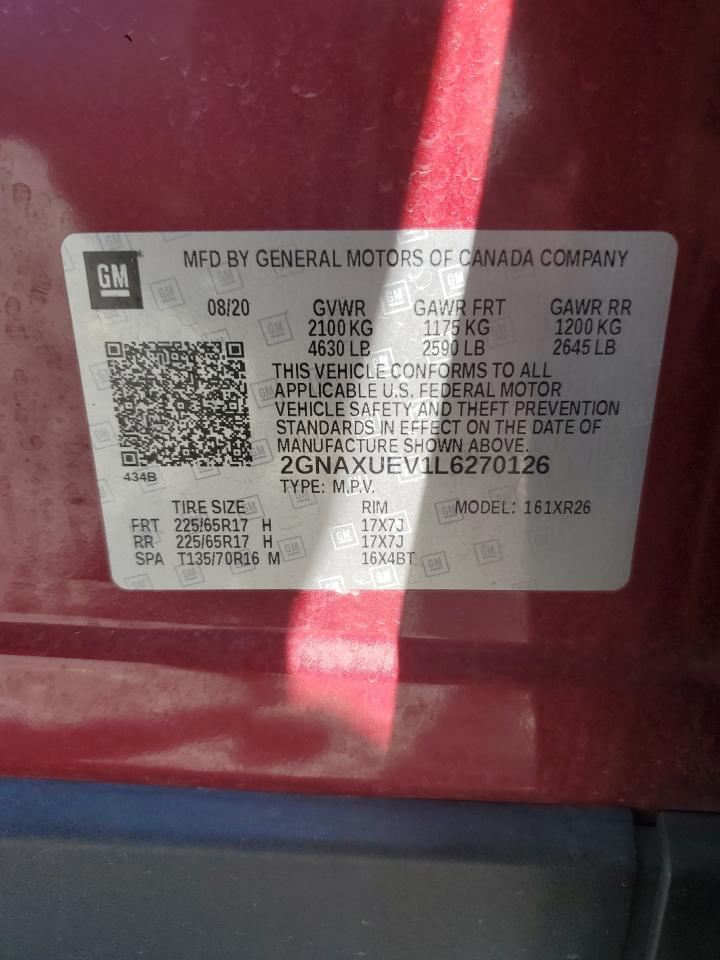 GM
MFD BY GENERAL MOTORS OF CANADA COMPANY
08/20 GVWR GAWR FRT GAWR RR
2100 KG 1175 KG 1200 KG
4630 LB 2590 LB 2645 LB
THIS VEHICLE CONFORMS TO ALL
APPLICABLE U.S. FEDERAL MOTOR
VEHICLE SAFETY AND THEFT PREVENTION
STANDARDS IN EFFECT ON THE DATE OF
MANUFACTURE SHOWN ABOVE.
434B 2GNAXUEV1L6270126
TYPE: M.P.V.
TIRE SIZE RIM MODEL: 161XR26
FRT 225/65R17 H 17X7J
RR 225/65R17 H 17X7J
SPA T135/70R16 M 16X4BT